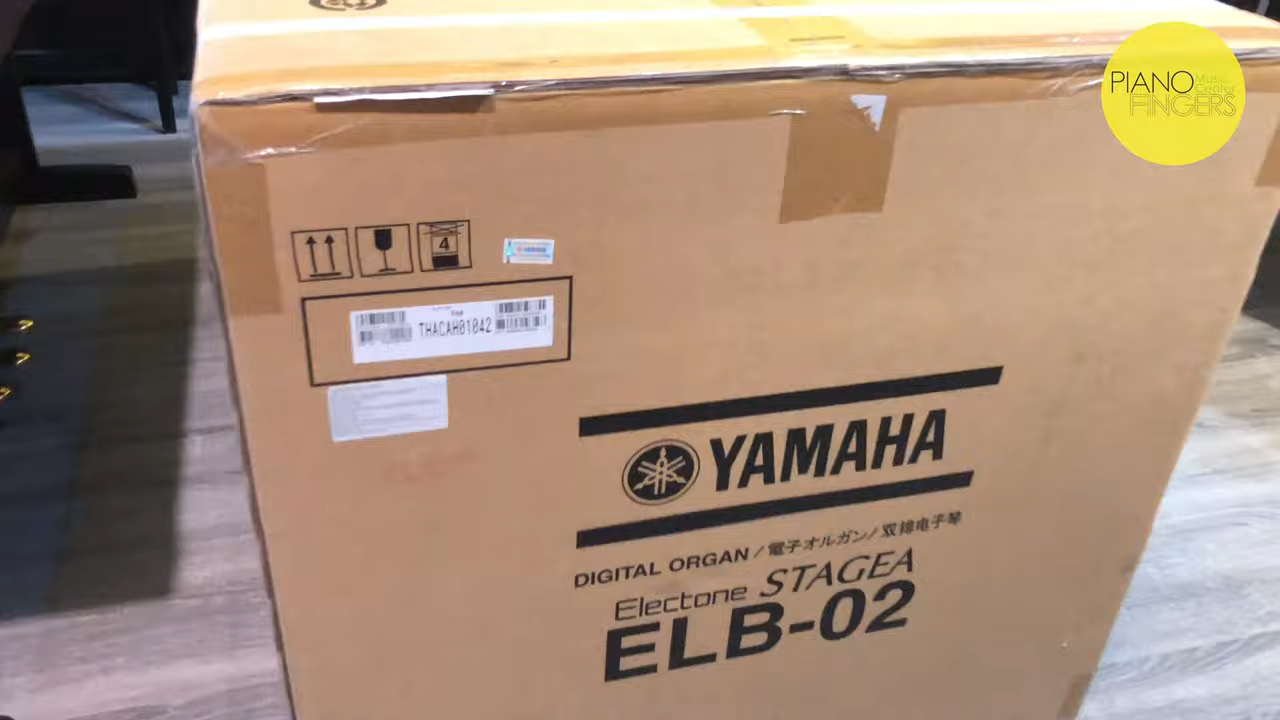 PIANO
Music
Center
FINGERS
4
THACAH01042
YAMAHA
DIGITAL ORGAN / 電子オルガン / 双排电子琴
Electone STAGEA
ELB-02